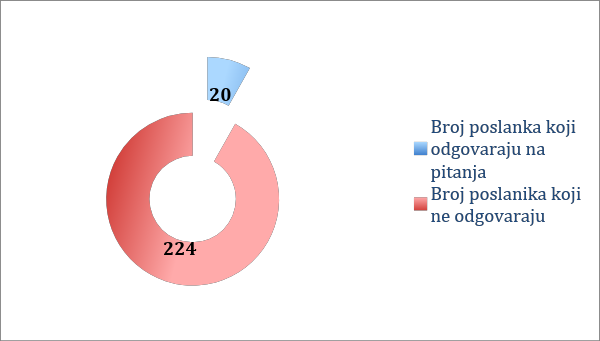 20
224
Broj poslanka koji
odgovaraju na
pitanja
Broj poslanika koji
ne odgovaraju